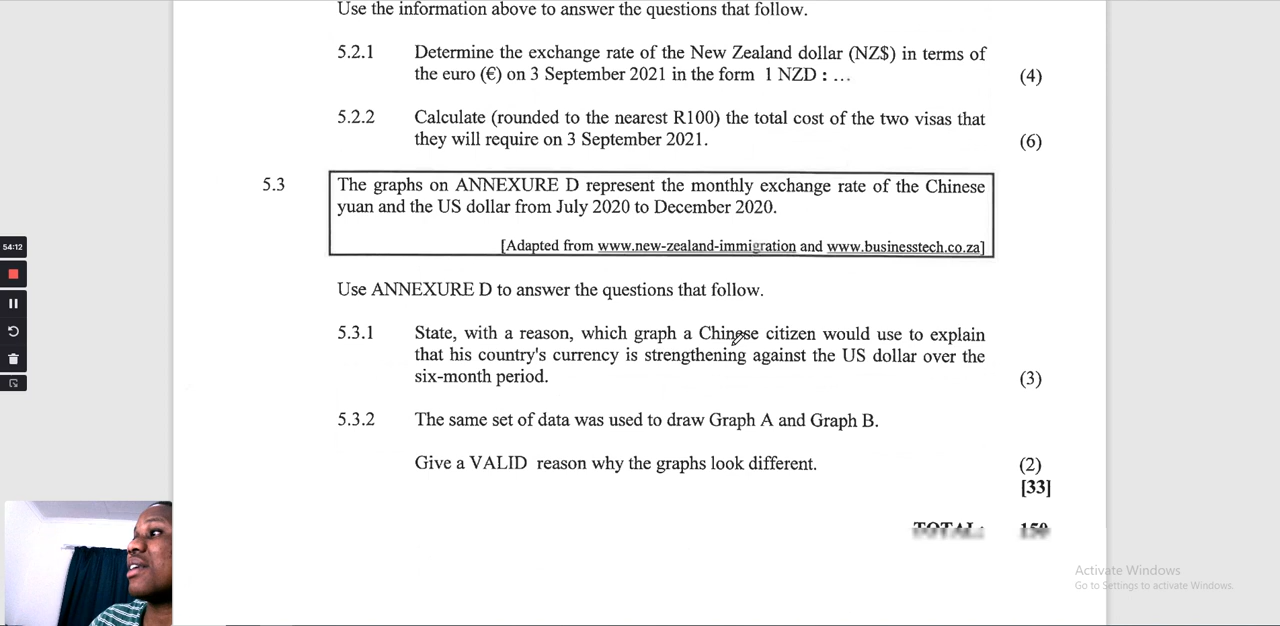 Use the information above to answer the questions that follow.
5.2.1 Determine the exchange rate of the New Zealand dollar (NZ$) in terms of
the euro (€) on 3 September 2021 in the form 1 NZD : …
(4)
5.2.2 Calculate (rounded to the nearest R100) the total cost of the two visas that
they will require on 3 September 2021.
(6)
5.3 The graphs on ANNEXURE D represent the monthly exchange rate of the Chinese
yuan and the US dollar from July 2020 to December 2020.
[Adapted from www.new-zealand-immigration and www.businesstech.co.za]
54:12
Use ANNEXURE D to answer the questions that follow.
5.3.1 State, with a reason, which graph a Chinese citizen would use to explain
that his country's currency is strengthening against the US dollar over the
six-month period.
(3)
5.3.2 The same set of data was used to draw Graph A and Graph B.
Give a VALID reason why the graphs look different.
(2)
[33]
TOTAL: 150
Activate Windows
Go to Settings to activate Windows.